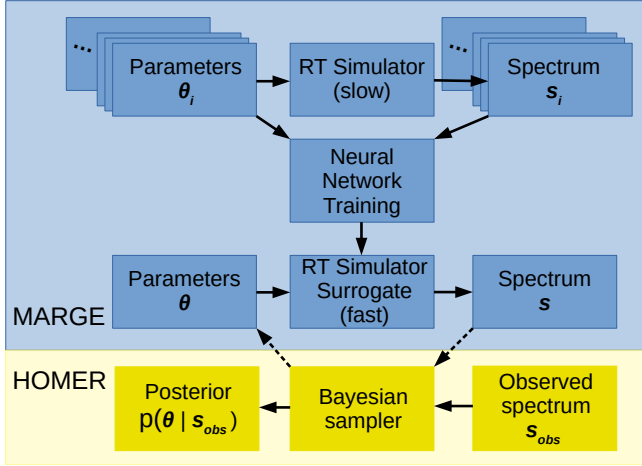 ...
...
Parameters
θi
RT Simulator
(slow)
Spectrum
si
Neural
Network
Training
Parameters
θ
RT Simulator
Surrogate
(fast)
Spectrum
s
MARGE
HOMER
Posterior
p(θ | sobs)
Bayesian
sampler
Observed
spectrum
sobs